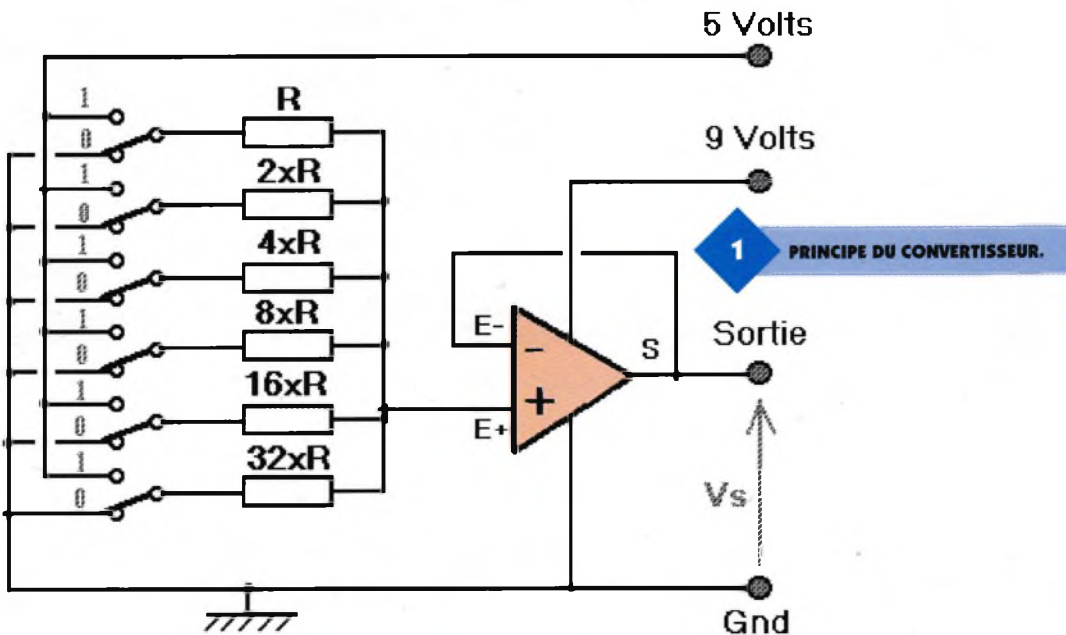 5 Volts
1
R
0
9 Volts
1
2xR
0
1
4xR
0
1 PRINCIPE DU CONVERTISSEUR.
1
8xR
0
E-
-
S
Sortie
1
16xR
+
0
E+
1
32xR
0
Vs
Gnd